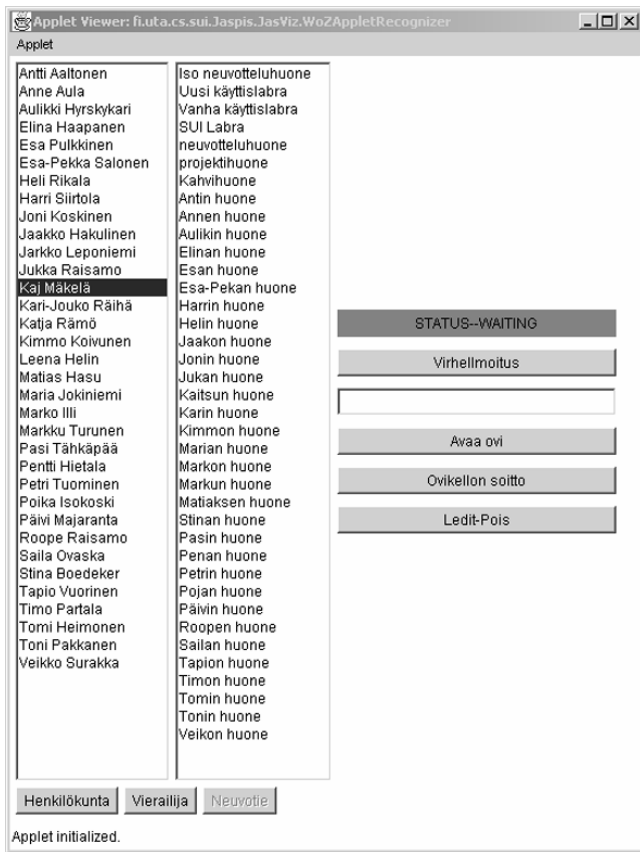 Applet Viewer: fi.uta.cs.sui.Jaspis.JasViz.WoZAppletRecognizer
Applet
Antti Aaltonen
Anne Aula
Aulikki Hyrskykari
Elina Haapanen
Esa Pulkkinen
Esa-Pekka Salonen
Heli Rikala
Harri Siirtola
Joni Koskinen
Jaakko Hakulinen
Jarkko Leponiemi
Jukka Raisamo
Kaj Mäkelä
Kari-Jouko Räihä
Katja Rämö
Kimmo Koivunen
Leena Helin
Matias Hasu
Maria Jokiniemi
Marko Illi
Markku Turunen
Pasi Tähkäpää
Pentti Hietala
Petri Tuominen
Poika Isokoski
Päivi Majaranta
Roope Raisamo
Saila Ovaska
Stina Boedeker
Tapio Vuorinen
Timo Partala
Tomi Heimonen
Toni Pakkanen
Veikko Surakka
Iso neuvotteluhuone
Uusi käyttislabra
Vanha käyttislabra
SUI Labra
neuvotteluhuone
projektihuone
Kahvihuone
Antin huone
Annen huone
Aulikin huone
Elinan huone
Esan huone
Esa-Pekan huone
Harrin huone
Helin huone
Jaakon huone
Jonin huone
Jukan huone
Kaitsun huone
Karin huone
Kimmon huone
Marian huone
Markon huone
Markun huone
Matiaksen huone
Stinan huone
Pasin huone
Penan huone
Petrin huone
Pojan huone
Päivin huone
Roopen huone
Sailan huone
Tapion huone
Timon huone
Tomin huone
Tonin huone
Veikon huone
STATUS--WAITING
Virhellmoitus
Avaa ovi
Ovikellon soitto
Ledit-Pois
Henkilökunta
Vierailija
Neuvotie
Applet initialized.